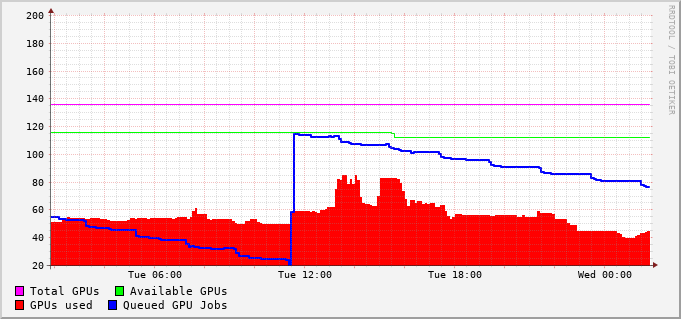 200
180
160
140
120
100
80
60
40
20
Tue 06:00 Tue 12:00 Tue 18:00 Wed 00:00
Total GPUs Available GPUs
GPUs used Queued GPU Jobs
RRDTOOL / TOBI OETIKER